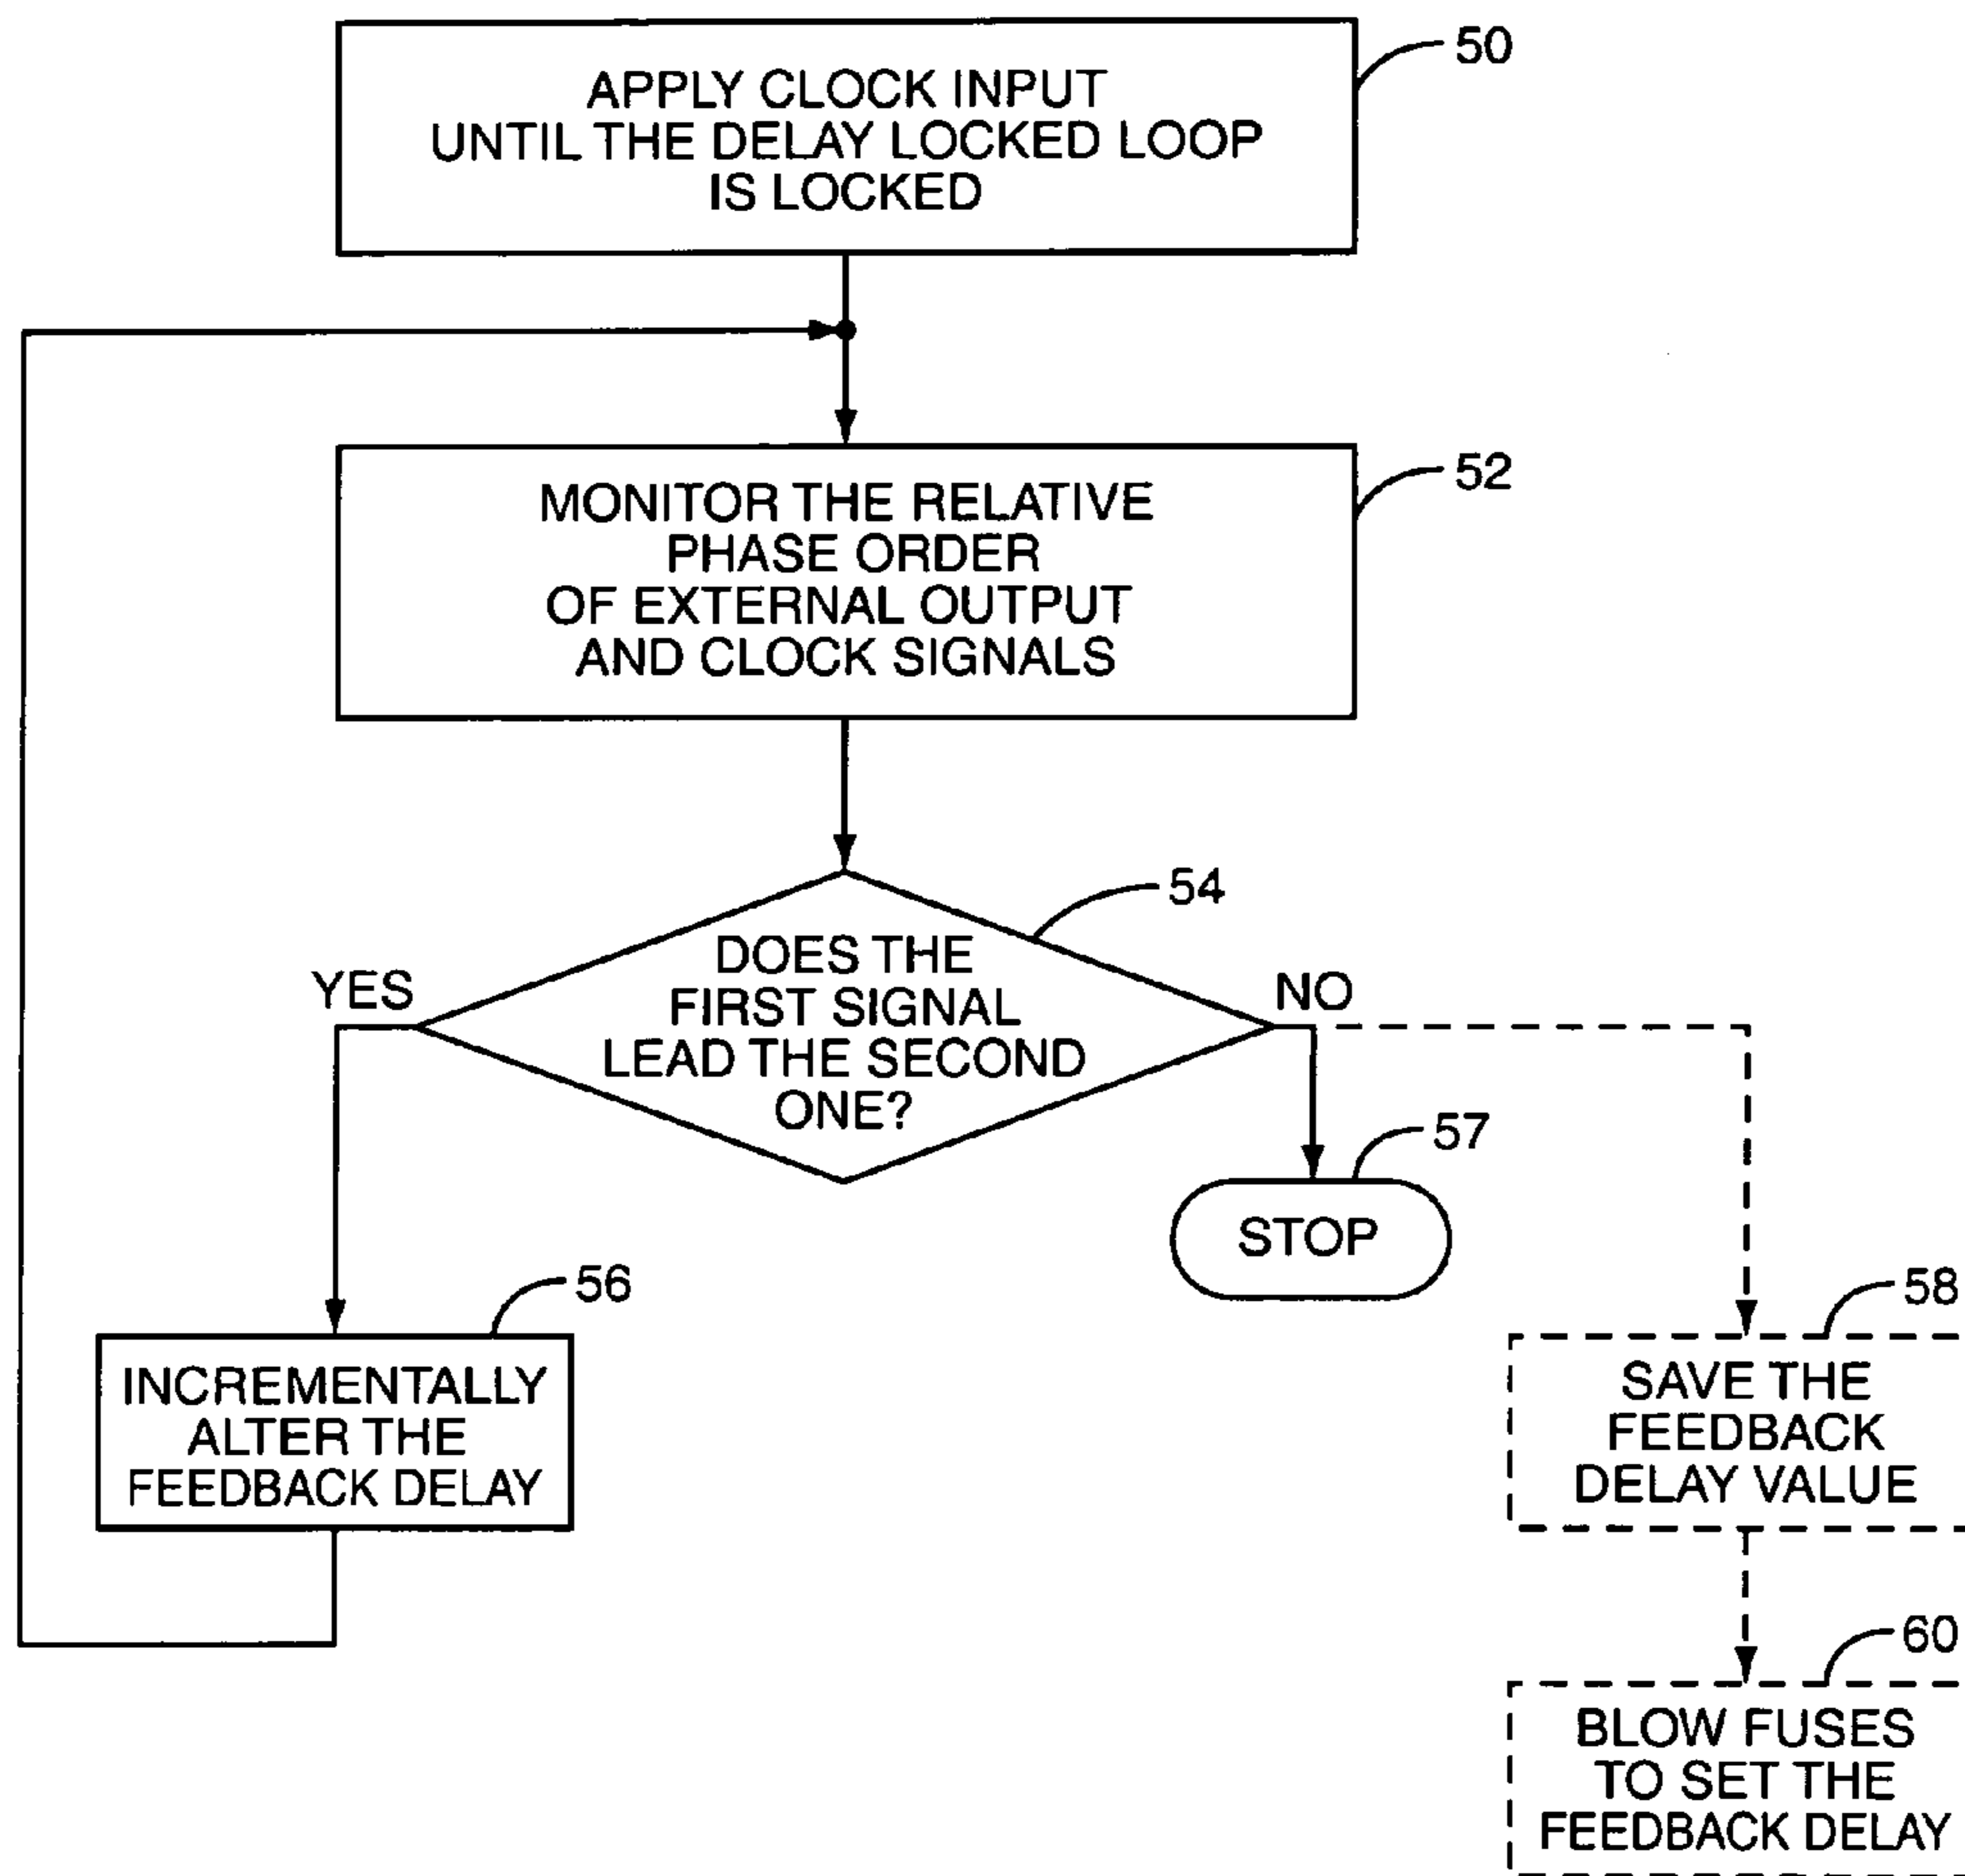 50
APPLY CLOCK INPUT
UNTIL THE DELAY LOCKED LOOP
IS LOCKED
52
MONITOR THE RELATIVE
PHASE ORDER
OF EXTERNAL OUTPUT
AND CLOCK SIGNALS
54
DOES THE
FIRST SIGNAL
LEAD THE SECOND
ONE?
YES
NO
57
STOP
56
INCREMENTALLY
ALTER THE
FEEDBACK DELAY
58
SAVE THE
FEEDBACK
DELAY VALUE
60
BLOW FUSES
TO SET THE
FEEDBACK DELAY